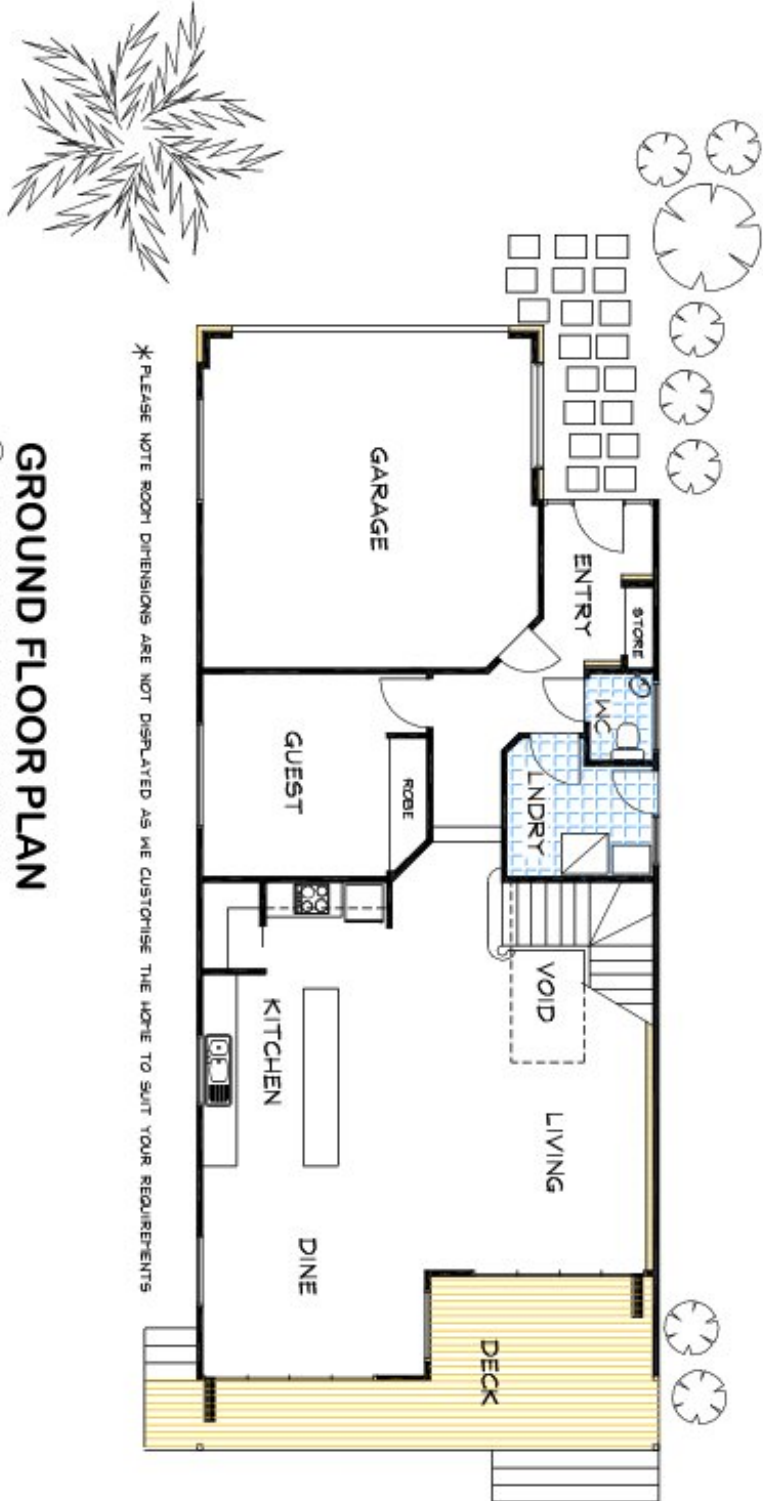 GARAGE
ENTRY
STORE
WC
LNDRY
GUEST
ROBE
VOID
KITCHEN
LIVING
DINE
DECK
* PLEASE NOTE ROOM DIMENSIONS ARE NOT DISPLAYED AS WE CUSTOMISE THE HOME TO SUIT YOUR REQUIREMENTS
GROUND FLOOR PLAN